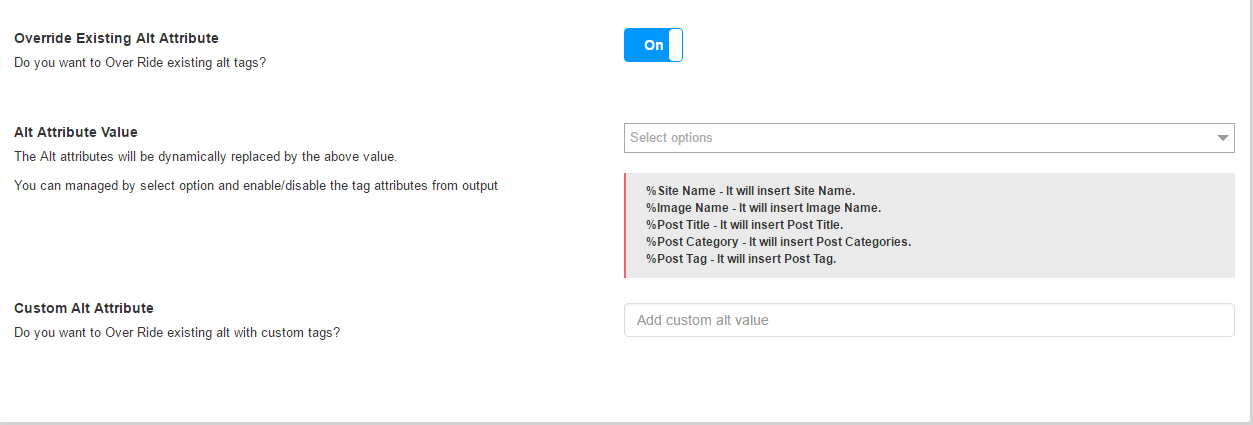 Override Existing Alt Attribute
On
Do you want to Over Ride existing alt tags?
Alt Attribute Value
Select options
The Alt attributes will be dynamically replaced by the above value.
You can managed by select option and enable/disable the tag attributes from output
%Site Name - It will insert Site Name.
%Image Name - It will insert Image Name.
%Post Title - It will insert Post Title.
%Post Category - It will insert Post Categories.
%Post Tag - It will insert Post Tag.
Custom Alt Attribute
Do you want to Over Ride existing alt with custom tags?
Add custom alt value